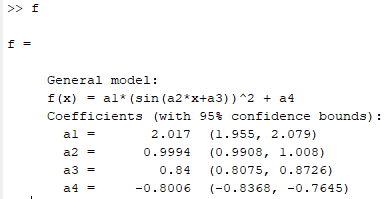 >> f
f =
General model:
f(x) = a1*(sin(a2*x+a3))^2 + a4
Coefficients (with 95% confidence bounds):
a1 = 2.017 (1.955, 2.079)
a2 = 0.9994 (0.9908, 1.008)
a3 = 0.84 (0.8075, 0.8726)
a4 = -0.8006 (-0.8368, -0.7645)